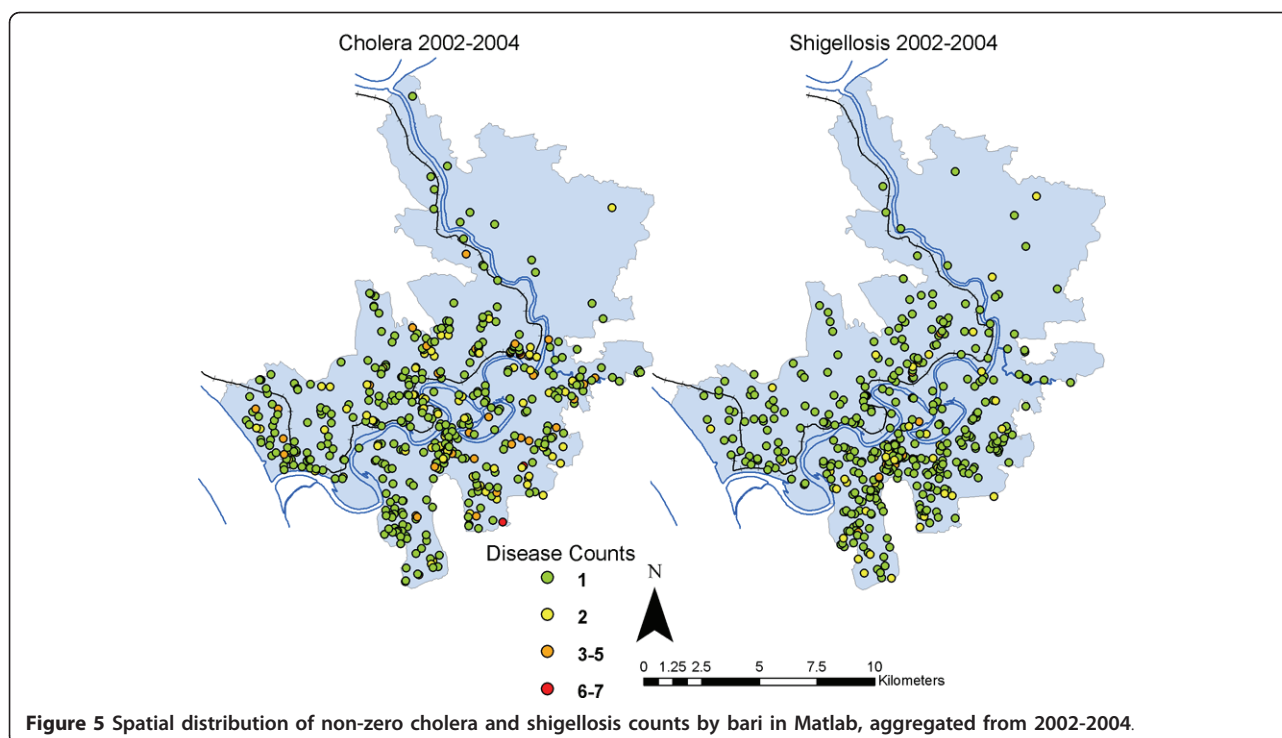 Cholera 2002-2004
Shigellosis 2002-2004
Disease Counts
1
2
3-5
6-7
N
0 1.25 2.5 5 7.5 10
Kilometers
Figure 5 Spatial distribution of non-zero cholera and shigellosis counts by bari in Matlab, aggregated from 2002-2004.